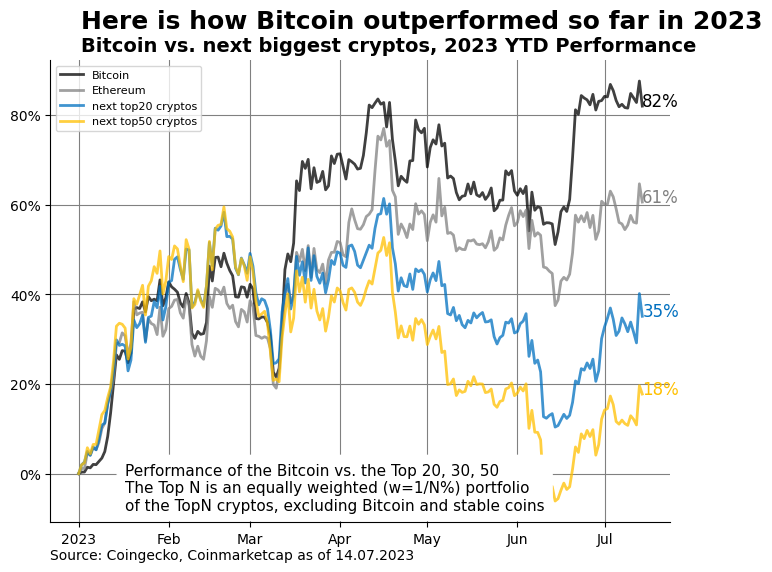 Here is how Bitcoin outperformed so far in 2023
Bitcoin vs. next biggest cryptos, 2023 YTD Performance
Bitcoin
Ethereum
next top20 cryptos
next top50 cryptos
80%
60%
40%
20%
0%
82%
61%
35%
18%
Performance of the Bitcoin vs. the Top 20, 30, 50
The Top N is an equally weighted (w=1/N%) portfolio
of the TopN cryptos, excluding Bitcoin and stable coins
2023 Feb Mar Apr May Jun Jul
Source: Coingecko, Coinmarketcap as of 14.07.2023